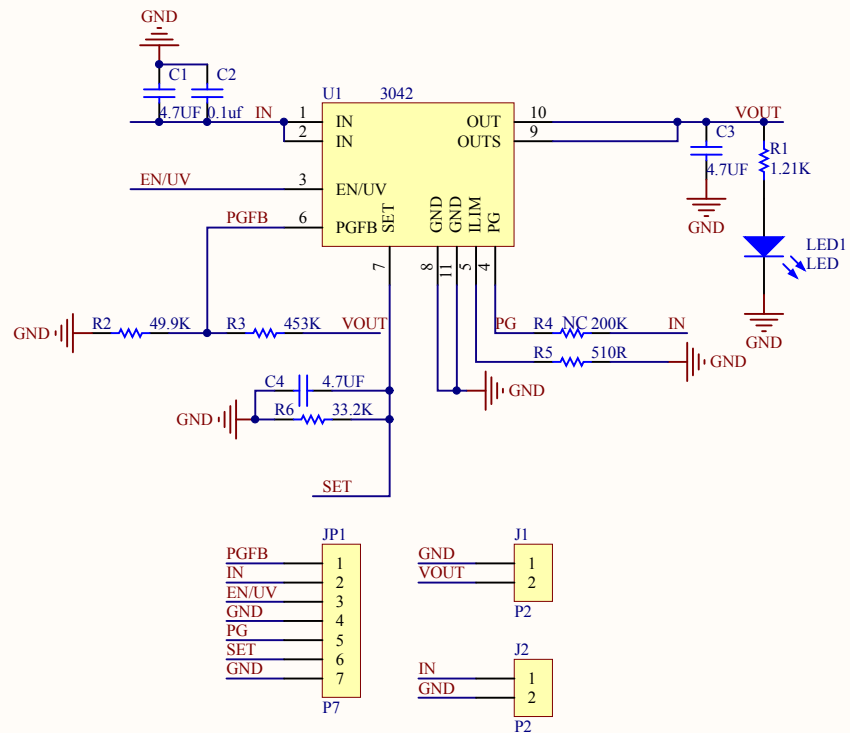 GND
C1 C2
U1 3042
4.7UF 0.1uf IN 1 IN OUT 10 VOUT
2 IN OUTS 9 C3
R1
4.7UF 1.21K
EN/UV 3 EN/UV
PGFB 6 PGFB SET GND GND ILIM PG
GND
7 8 11 5 4
LED1
LED
GND R2 49.9K R3 453K VOUT PG R4 NC 200K IN
GND
R5 510R GND
C4 4.7UF GND
GND R6 33.2K
SET
JP1 J1
PGFB 1 GND 1
IN 2 VOUT 2
EN/UV 3 P2
GND 4
PG 5 J2
SET 6 IN 1
GND 7 GND 2
P7 P2